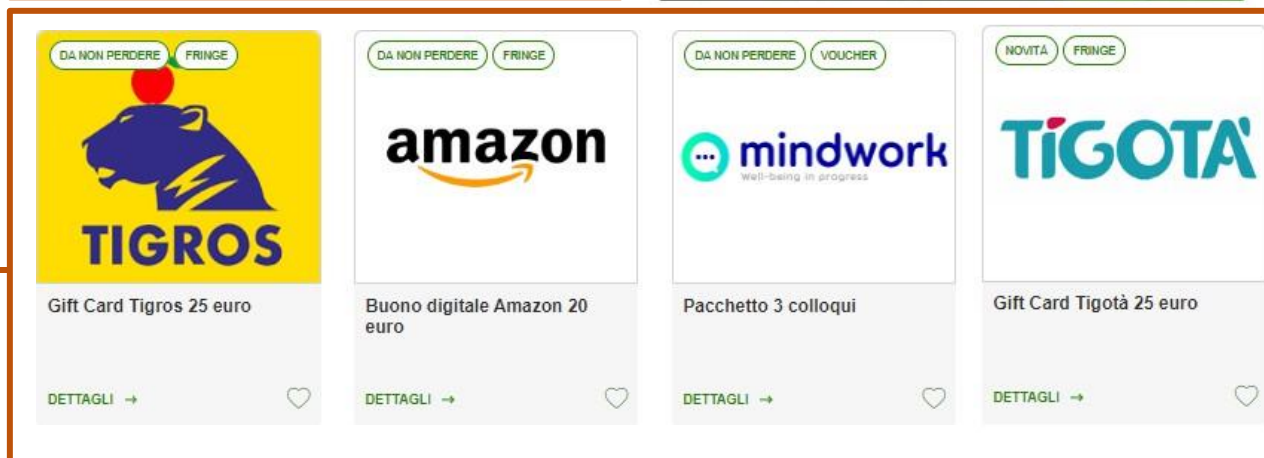 DA NON PERDERE FRINGE
TIGROS
Gift Card Tigros 25 euro
DETTAGLI →
DA NON PERDERE FRINGE
amazon
Buono digitale Amazon 20
euro
DETTAGLI →
DA NON PERDERE VOUCHER
mindwork
Well-being in progress
Pacchetto 3 colloqui
DETTAGLI →
NOVITÀ FRINGE
TIGOTÀ
Gift Card Tigotà 25 euro
DETTAGLI →